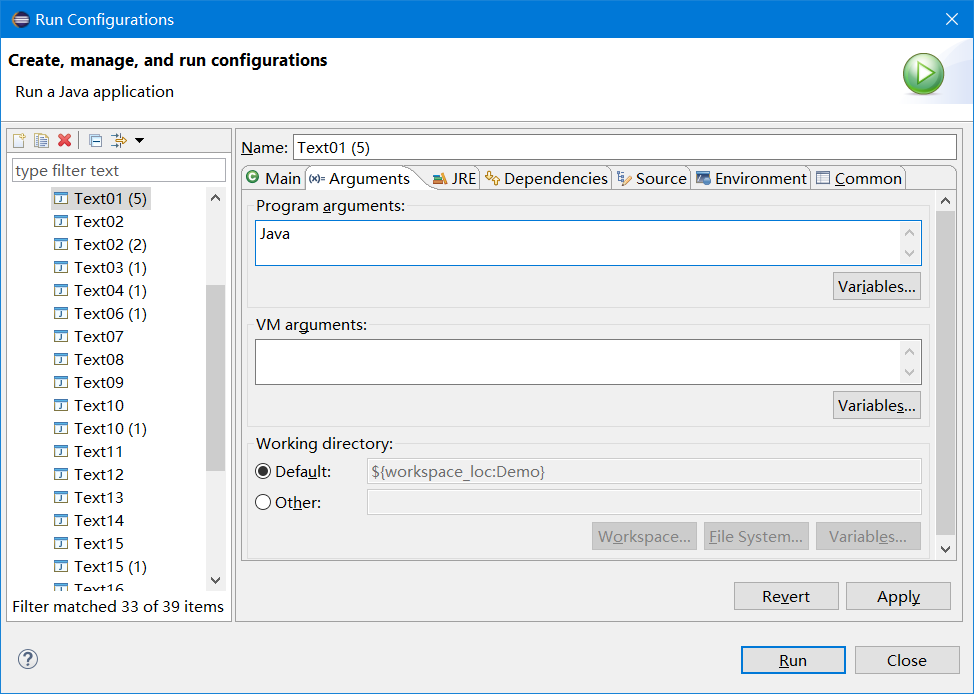 Run Configurations
Create, manage, and run configurations
Run a Java application
type filter text
Text01 (5)
Text02
Text02 (2)
Text03 (1)
Text04 (1)
Text06 (1)
Text07
Text08
Text09
Text10
Text10 (1)
Text11
Text12
Text13
Text14
Text15
Text15 (1)
Text16
Filter matched 33 of 39 items
Name: Text01 (5)
Main (x)= Arguments JRE Dependencies Source Environment Common
Program arguments:
Java
Variables...
VM arguments:
Variables...
Working directory:
Default: ${workspace_loc:Demo}
Other:
Workspace... File System... Variables...
Revert Apply
Run Close